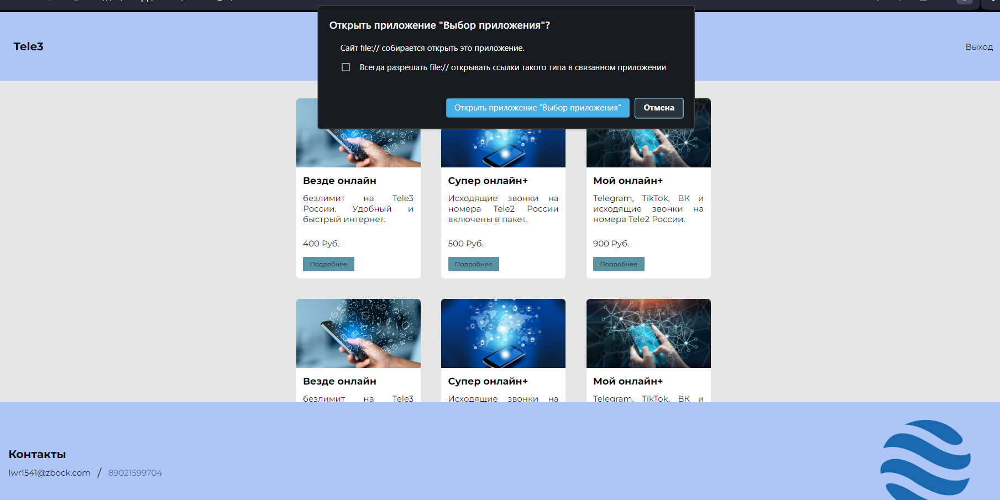 Открыть приложение "Выбор приложения"?
Сайт file:// собирается открыть это приложение.
Всегда разрешать file:// открывать ссылки такого типа в связанном приложении
Открыть приложение "Выбор приложения"
Отмена
Tele3
Выход
Везде онлайн
безлимит на Tele3
России. Удобный и
быстрый интернет.
400 Руб.
Подробнее
Супер онлайн+
Исходящие звонки на
номера Tele2 России
включены в пакет.
500 Руб.
Подробнее
Мой онлайн+
Telegram, TikTok, ВК и
исходящие звонки на
номера Tele2 России.
900 Руб.
Подробнее
Везде онлайн
безлимит на Tele3
Супер онлайн+
Исходящие звонки на
Мой онлайн+
Telegram, TikTok, ВК и
Контакты
lwr1541@zbock.com / 89021599704